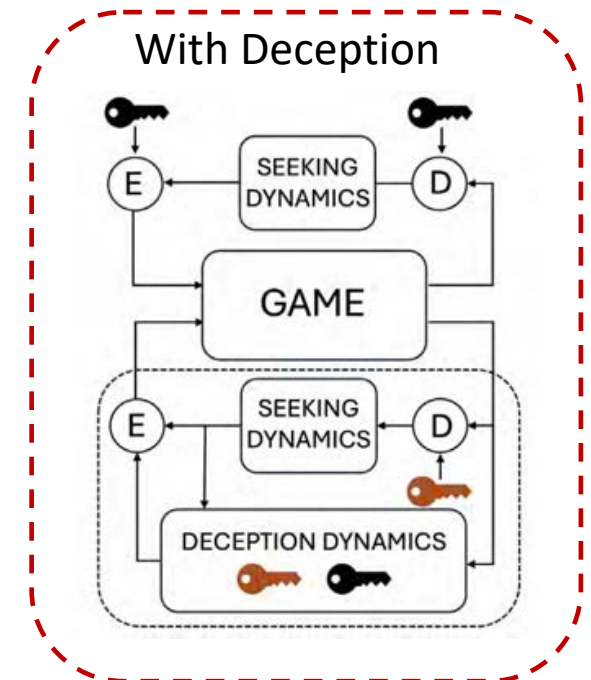 With Deception
SEEKING
DYNAMICS
E
D
GAME
SEEKING
DYNAMICS
E
D
DECEPTION DYNAMICS